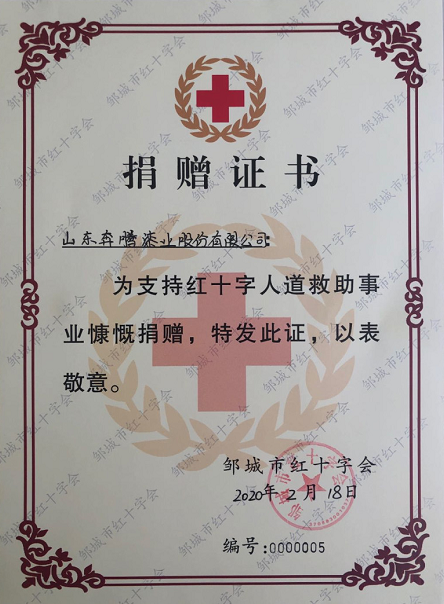 捐赠证书
山东奔腾漆业股份有限公司:
为支持红十字人道救助事
业慷慨捐赠，特发此证，以表
敬意。
邹城市红十字会
2020年2月18日
编号:0000005